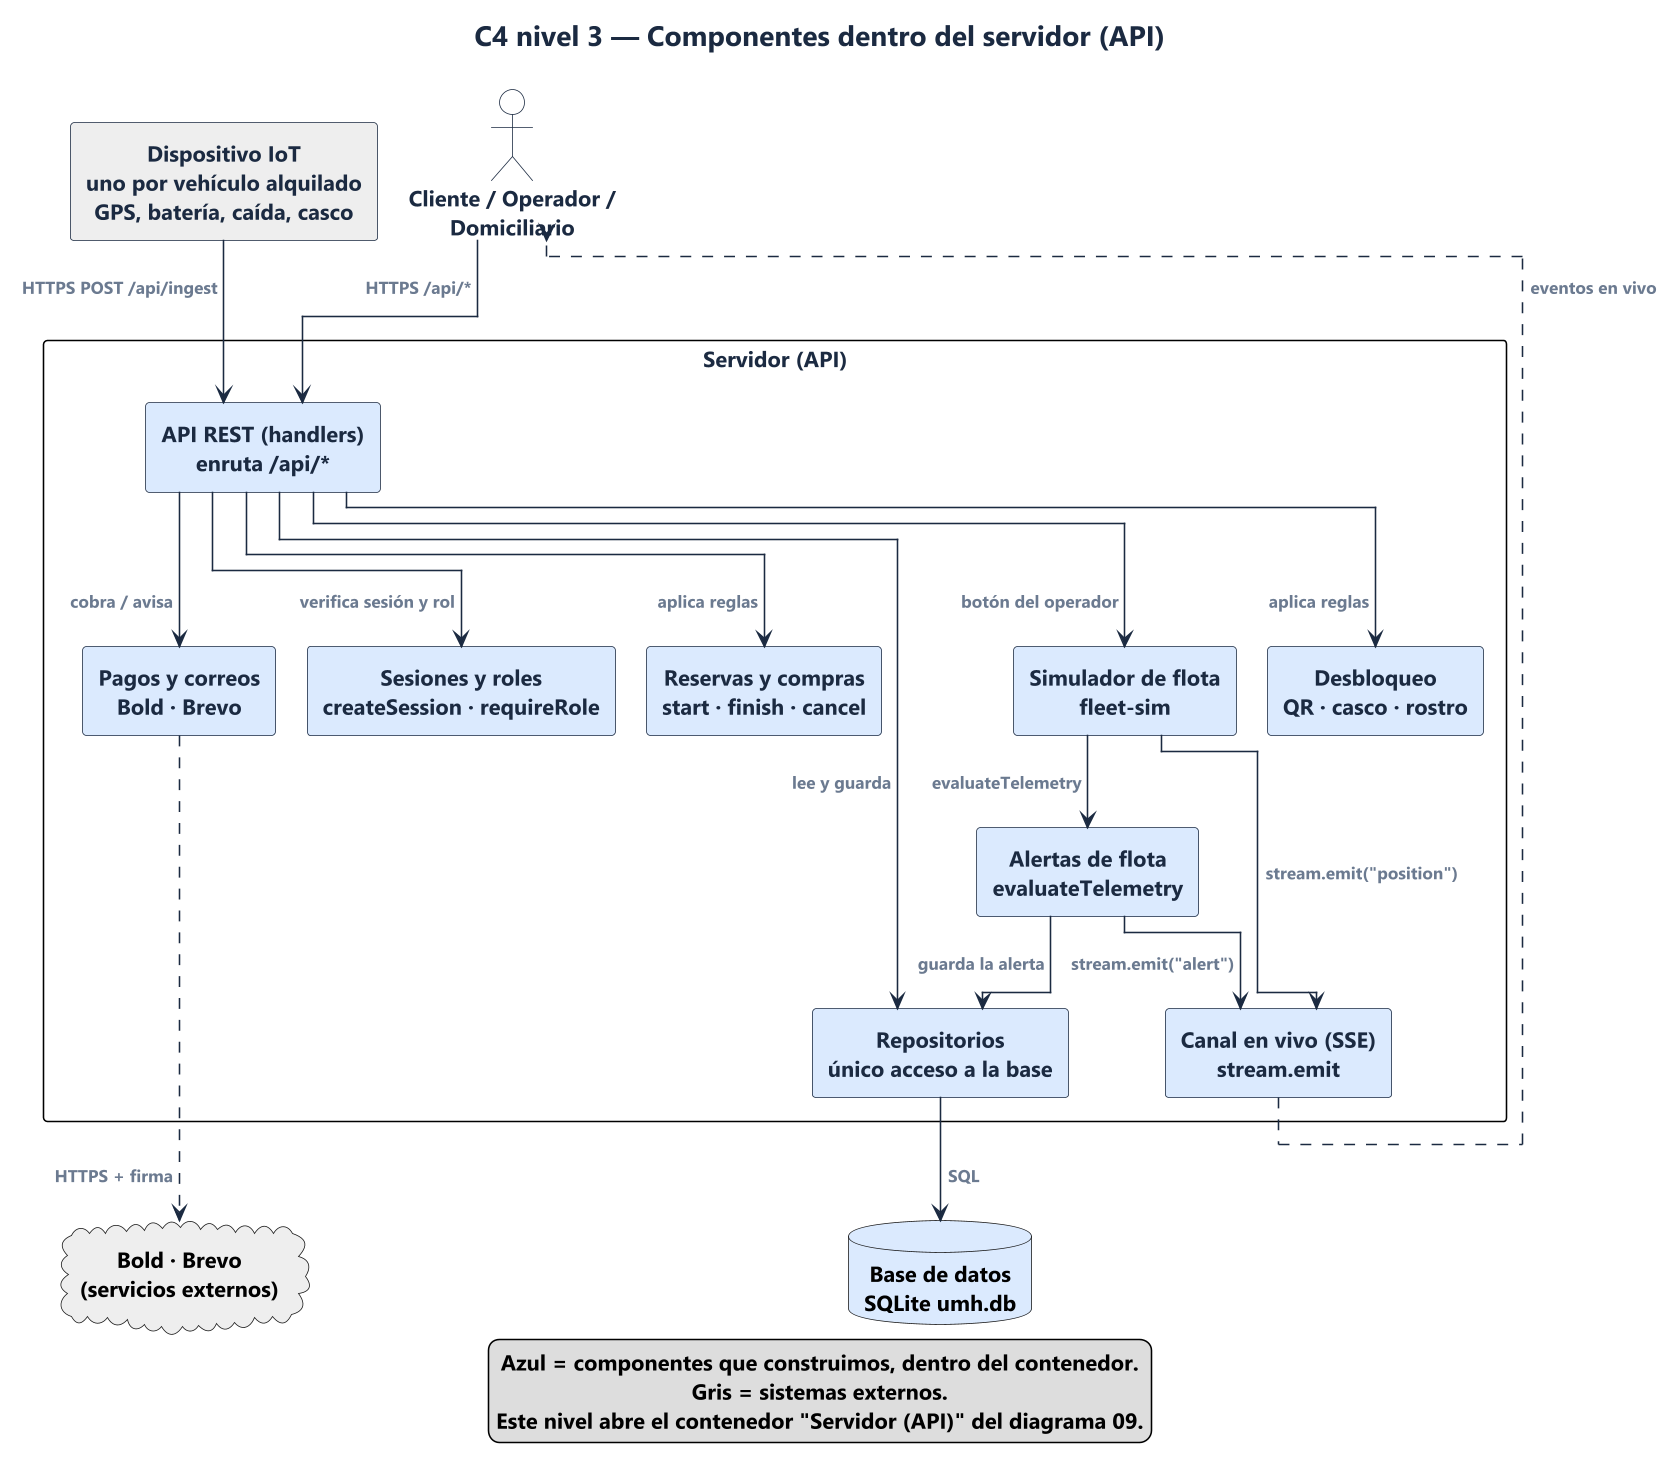 C4 nivel 3 — Componentes dentro del servidor (API)
Dispositivo IoT
uno por vehículo alquilado
GPS, batería, caída, casco
Cliente / Operador /
Domiciliario
HTTPS POST /api/ingest
HTTPS /api/*
eventos en vivo
Servidor (API)
API REST (handlers)
enruta /api/*
cobra / avisa
verifica sesión y rol
aplica reglas
botón del operador
aplica reglas
Pagos y correos
Bold · Brevo
Sesiones y roles
createSession · requireRole
Reservas y compras
start · finish · cancel
Simulador de flota
fleet-sim
Desbloqueo
QR · casco · rostro
lee y guarda
evaluateTelemetry
Alertas de flota
evaluateTelemetry
stream.emit("position")
guarda la alerta
stream.emit("alert")
Repositorios
único acceso a la base
Canal en vivo (SSE)
stream.emit
HTTPS + firma
SQL
Bold · Brevo
(servicios externos)
Base de datos
SQLite umh.db
Azul = componentes que construimos, dentro del contenedor.
Gris = sistemas externos.
Este nivel abre el contenedor "Servidor (API)" del diagrama 09.